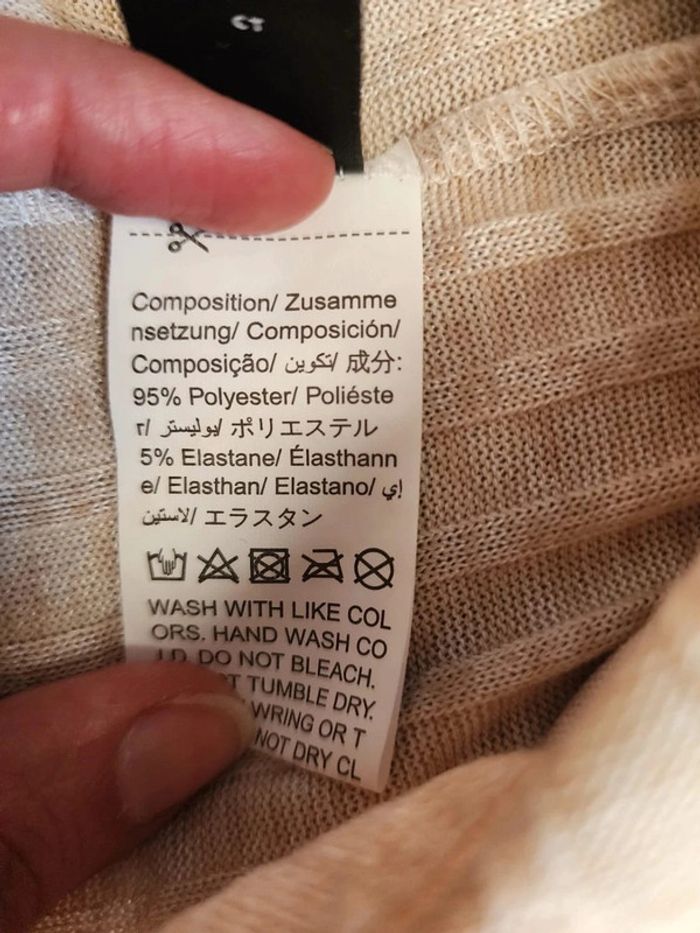 Composition/ Zusamme
nsetzung/ Composición/
Composição/ تكوين/ 成分:
95% Polyester/ Poliéste
r/ بوليستر/ ポリエステル
5% Elastane/ Élasthann
e/ Elasthan/ Elastano/ إي
لاستين/ エラスタン
WASH WITH LIKE COL
ORS. HAND WASH CO
LD. DO NOT BLEACH.
T TUMBLE DRY.
WRING OR T
NOT DRY CL